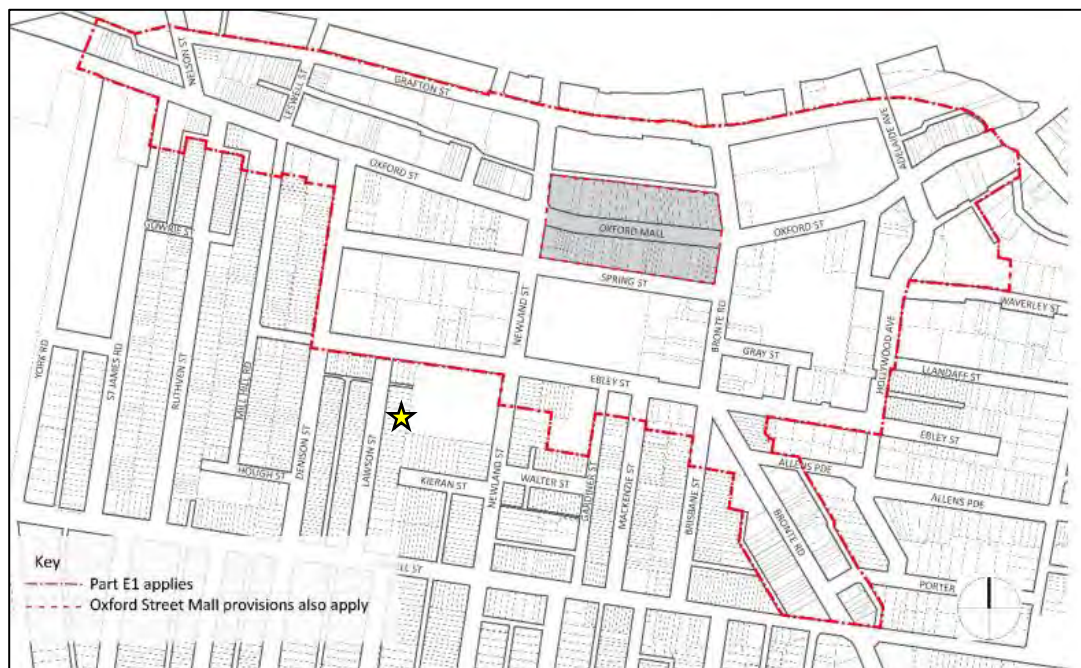 NELSON ST
LESWELL ST
GRAFTON ST
ADELAIDE AVE
OXFORD ST
OXFORD MALL
OXFORD ST
GOWRIE ST
SPRING ST
WAVERLEY ST
NEWLAND ST
BRONTE RD
HOLLYWOOD AVE
GRAY ST
LLANDAFF ST
YORK RD
ST JAMES RD
RUTHVEN ST
MILL HILL RD
EBLEY ST
DENISON ST
LAWSON ST
EBLEY ST
HOUGH ST
KIERAN ST
NEWLAND ST
WALTER ST
GARDINER ST
MACKENZIE ST
BRISBANE ST
ALLENS PDE
ALLENS PDE
BRONTE RD
ELL ST
PORTER
Key
Part E1 applies
Oxford Street Mall provisions also apply